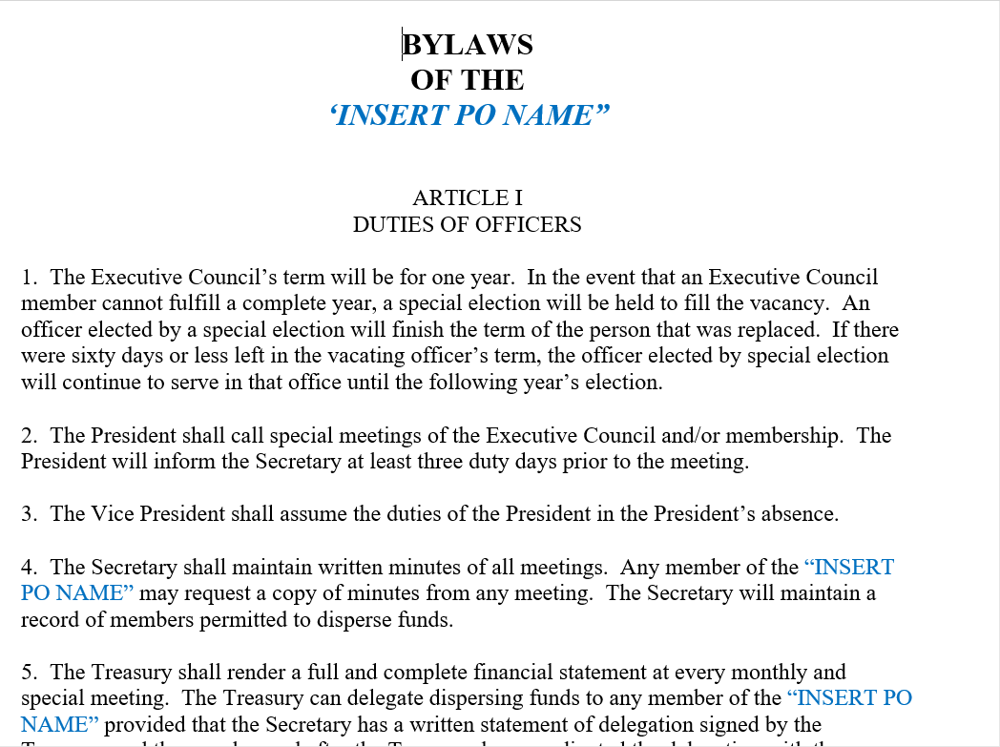 BYLAWS
OF THE
‘INSERT PO NAME”
ARTICLE I
DUTIES OF OFFICERS
1.  The Executive Council’s term will be for one year.  In the event that an Executive Council
member cannot fulfill a complete year, a special election will be held to fill the vacancy.  An
officer elected by a special election will finish the term of the person that was replaced.  If there
were sixty days or less left in the vacating officer’s term, the officer elected by special election
will continue to serve in that office until the following year’s election.
2.  The President shall call special meetings of the Executive Council and/or membership.  The
President will inform the Secretary at least three duty days prior to the meeting.
3.  The Vice President shall assume the duties of the President in the President’s absence.
4.  The Secretary shall maintain written minutes of all meetings.  Any member of the “INSERT
PO NAME” may request a copy of minutes from any meeting.  The Secretary will maintain a
record of members permitted to disperse funds.
5.  The Treasury shall render a full and complete financial statement at every monthly and
special meeting.  The Treasury can delegate dispersing funds to any member of the “INSERT PO
NAME” provided that the Secretary has a written statement of delegation signed by the